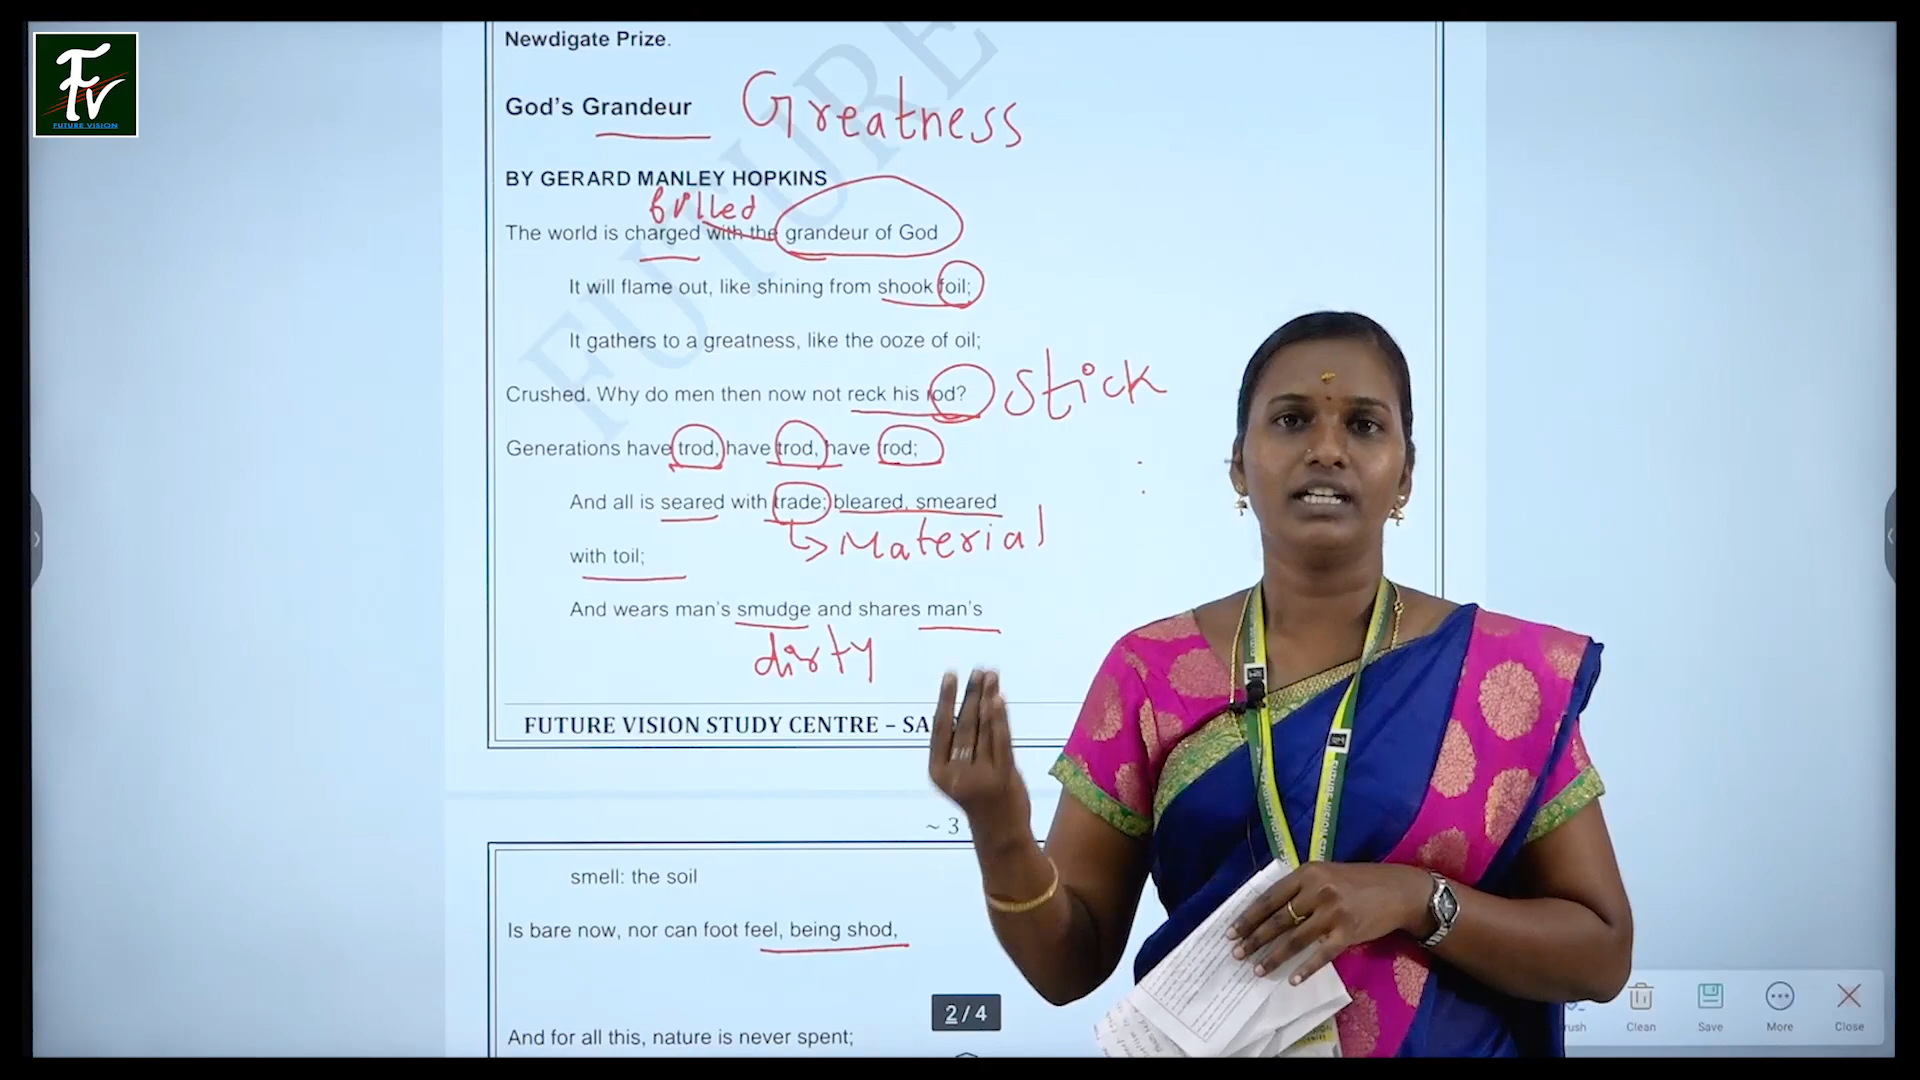 FV
FUTURE VISION
Newdigate Prize.
God's Grandeur Greatness
BY GERARD MANLEY HOPKINS
filled
The world is charged with the grandeur of God
It will flame out, like shining from shook foil;
It gathers to a greatness, like the ooze of oil;
Crushed. Why do men then now not reck his rod? Stick
Generations have trod, have trod, have trod;
And all is seared with trade; bleared, smeared
Material
with toil;
And wears man's smudge and shares man's
dirty
FUTURE VISION STUDY CENTRE –
~ 3
smell: the soil
Is bare now, nor can foot feel, being shod,
And for all this, nature is never spent;
2 / 4
Clean Save More Close
FUTURE